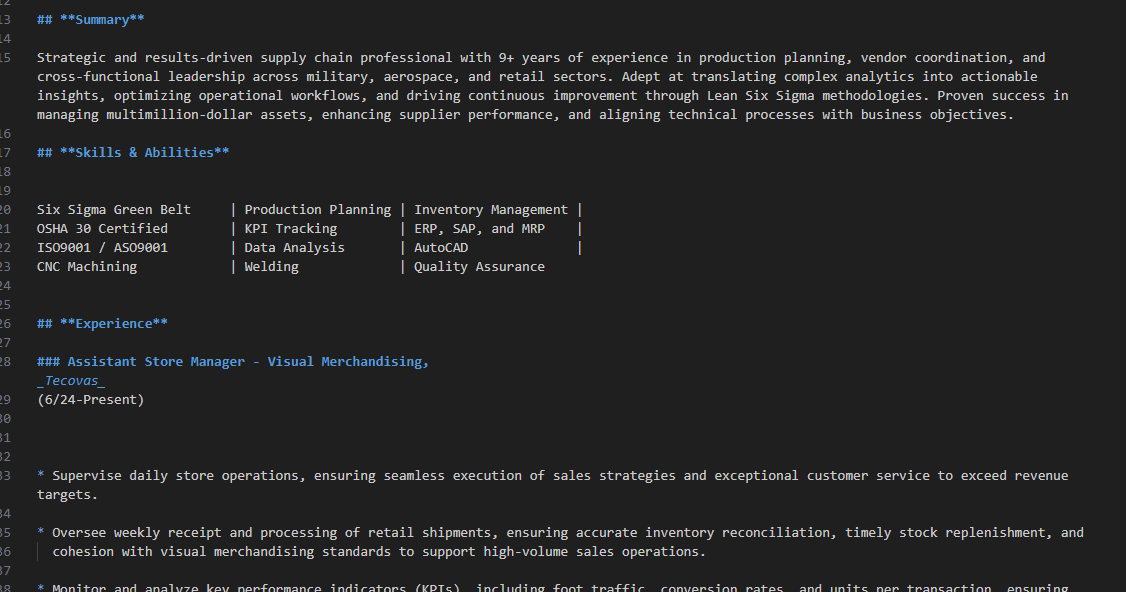 13 ## **Summary**
14
15 Strategic and results-driven supply chain professional with 9+ years of experience in production planning, vendor coordination, and
cross-functional leadership across military, aerospace, and retail sectors. Adept at translating complex analytics into actionable
insights, optimizing operational workflows, and driving continuous improvement through Lean Six Sigma methodologies. Proven success in
managing multimillion-dollar assets, enhancing supplier performance, and aligning technical processes with business objectives.
16
17 ## **Skills & Abilities**
18
19
20 Six Sigma Green Belt | Production Planning | Inventory Management |
21 OSHA 30 Certified | KPI Tracking | ERP, SAP, and MRP |
22 ISO9001 / ASO9001 | Data Analysis | AutoCAD |
23 CNC Machining | Welding | Quality Assurance
24
25
26 ## **Experience**
27
28 ### Assistant Store Manager - Visual Merchandising,
_Tecovas_
29 (6/24-Present)
30
31
32
33 * Supervise daily store operations, ensuring seamless execution of sales strategies and exceptional customer service to exceed revenue
targets.
34
35 * Oversee weekly receipt and processing of retail shipments, ensuring accurate inventory reconciliation, timely stock replenishment, and
36 cohesion with visual merchandising standards to support high-volume sales operations.
37
38 * Monitor and analyze key performance indicators (KPIs), including foot traffic, conversion rates, and units per transaction, ensuring